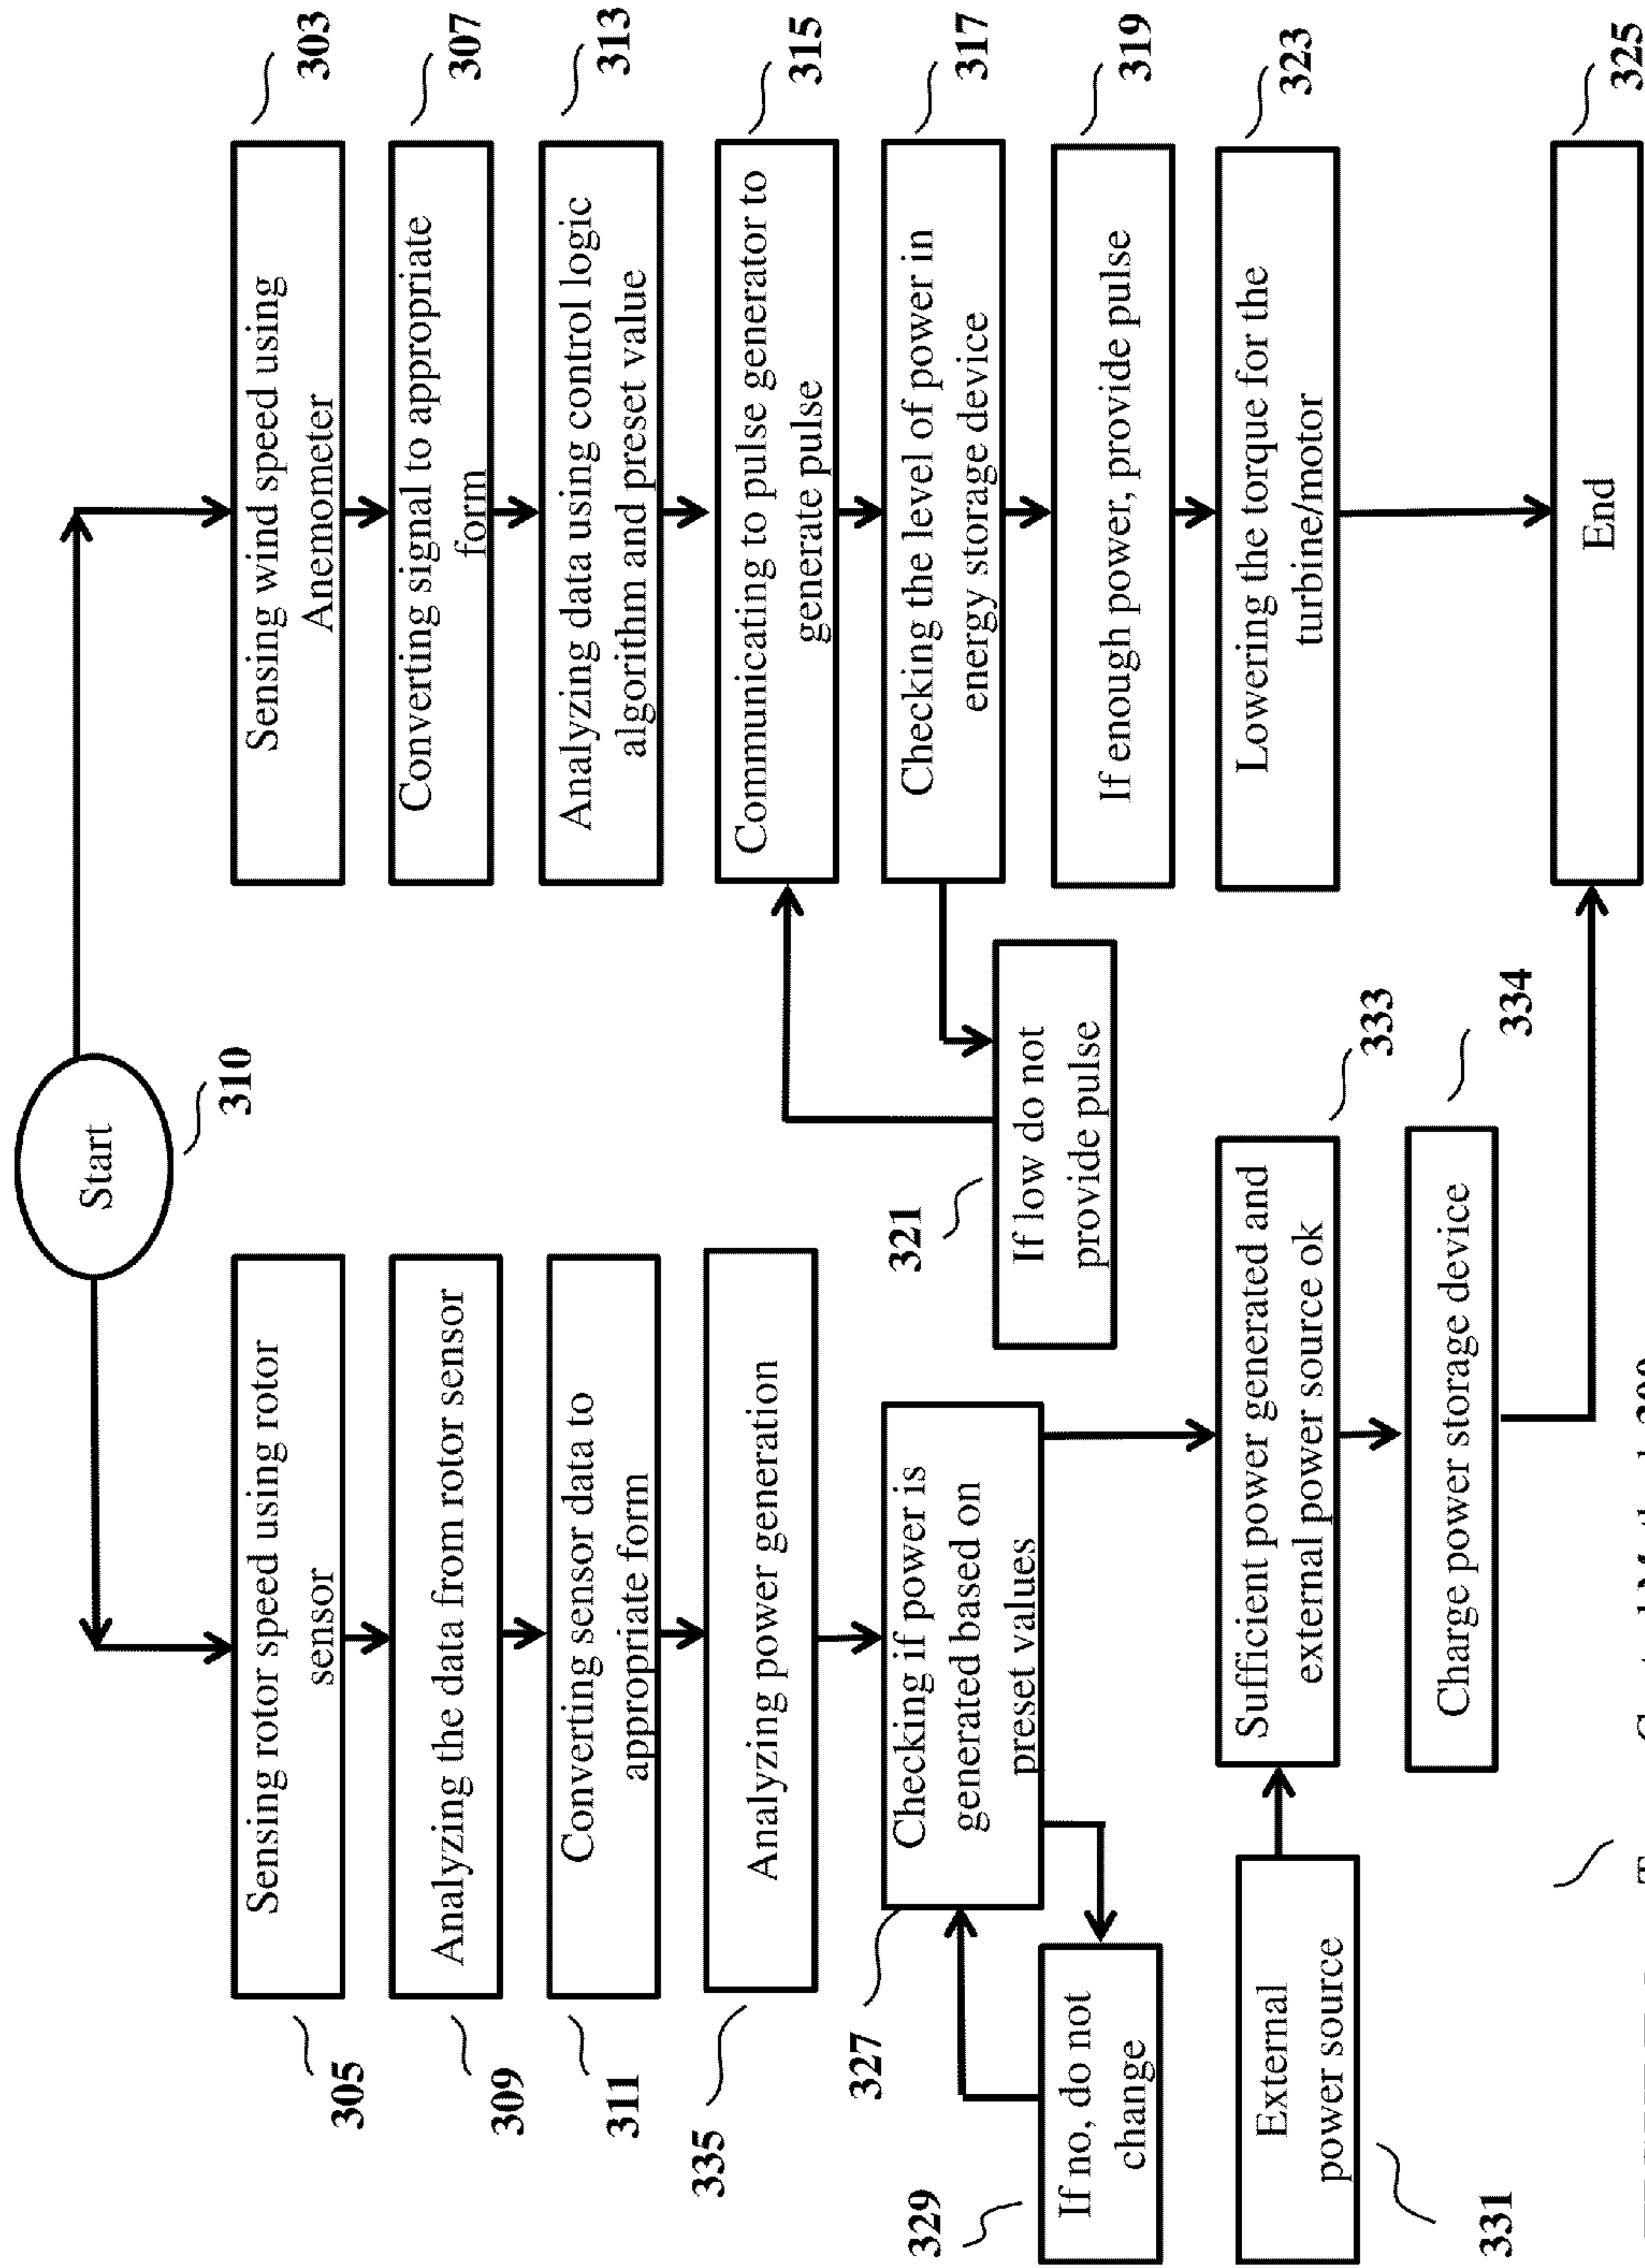 Start
310
Sensing rotor speed using rotor
sensor
305
Analyzing the data from rotor sensor
309
Converting sensor data to
appropriate form
311
Analyzing power generation
335
Checking if power is
generated based on
preset values
327
If no, do not
change
329
External
power source
331
Sufficient power generated and
external power source ok
333
Charge power storage device
334
Sensing wind speed using
Anemometer
303
Converting signal to appropriate
form
307
Analyzing data using control logic
algorithm and preset value
313
Communicating to pulse generator to
generate pulse
315
Checking the level of power in
energy storage device
317
If low do not
provide pulse
321
If enough power, provide pulse
319
Lowering the torque for the
turbine/motor
323
End
325